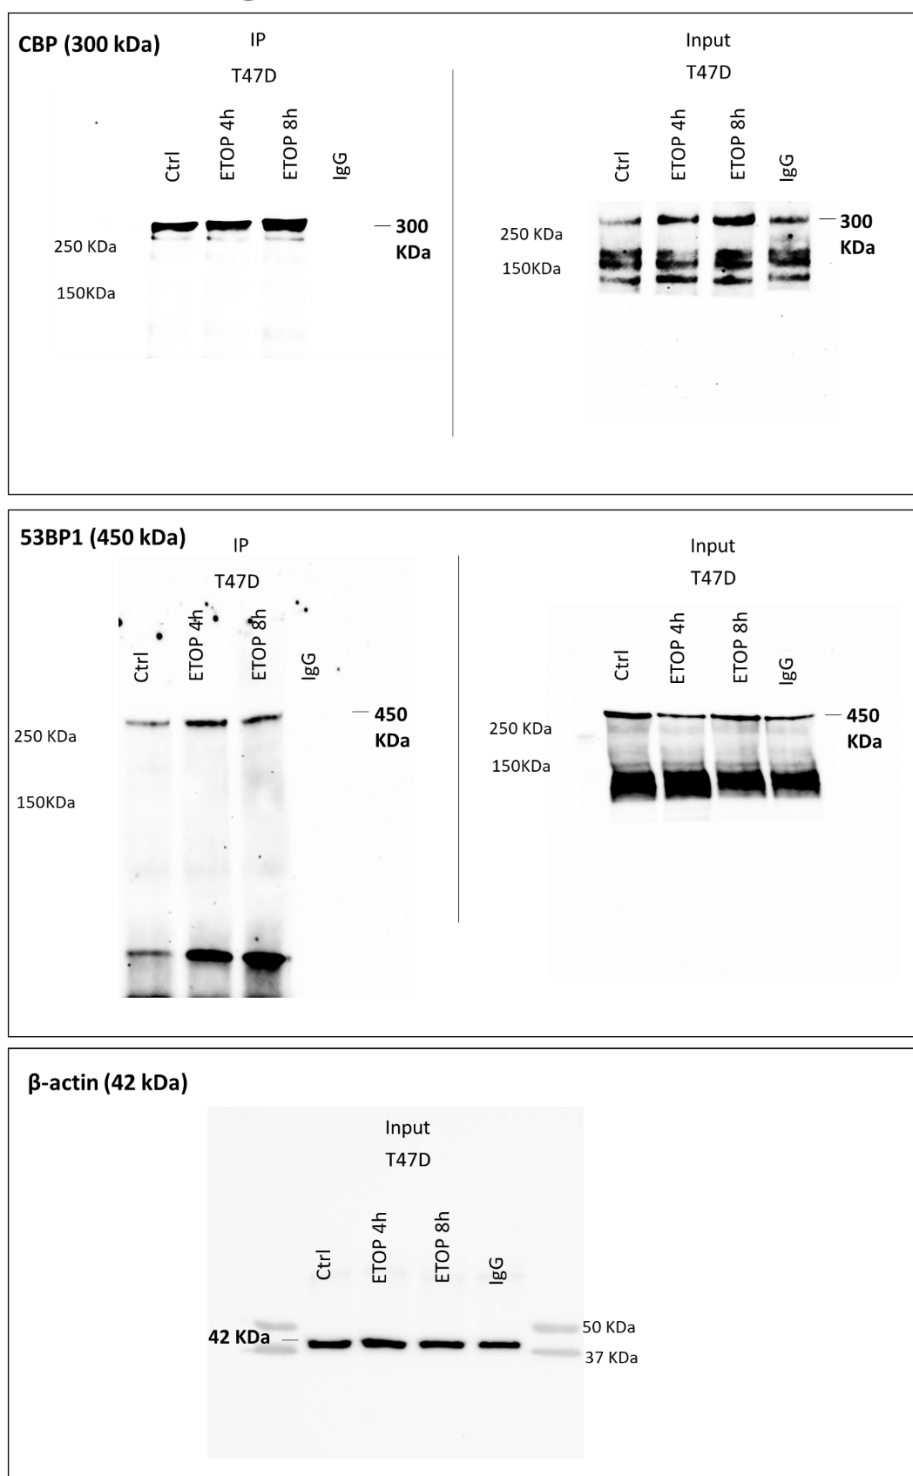 CBP (300 kDa)
IP
T47D
Ctrl
ETOP 4h
ETOP 8h
IgG
300
KDa
250 KDa
150KDa
Input
T47D
Ctrl
ETOP 4h
ETOP 8h
IgG
300
KDa
250 KDa
150KDa
53BP1 (450 kDa)
IP
T47D
Ctrl
ETOP 4h
ETOP 8h
IgG
450
KDa
250 KDa
150KDa
Input
T47D
Ctrl
ETOP 4h
ETOP 8h
IgG
450
KDa
250 KDa
150KDa
β-actin (42 kDa)
Input
T47D
Ctrl
ETOP 4h
ETOP 8h
IgG
42 KDa
50 KDa
37 KDa